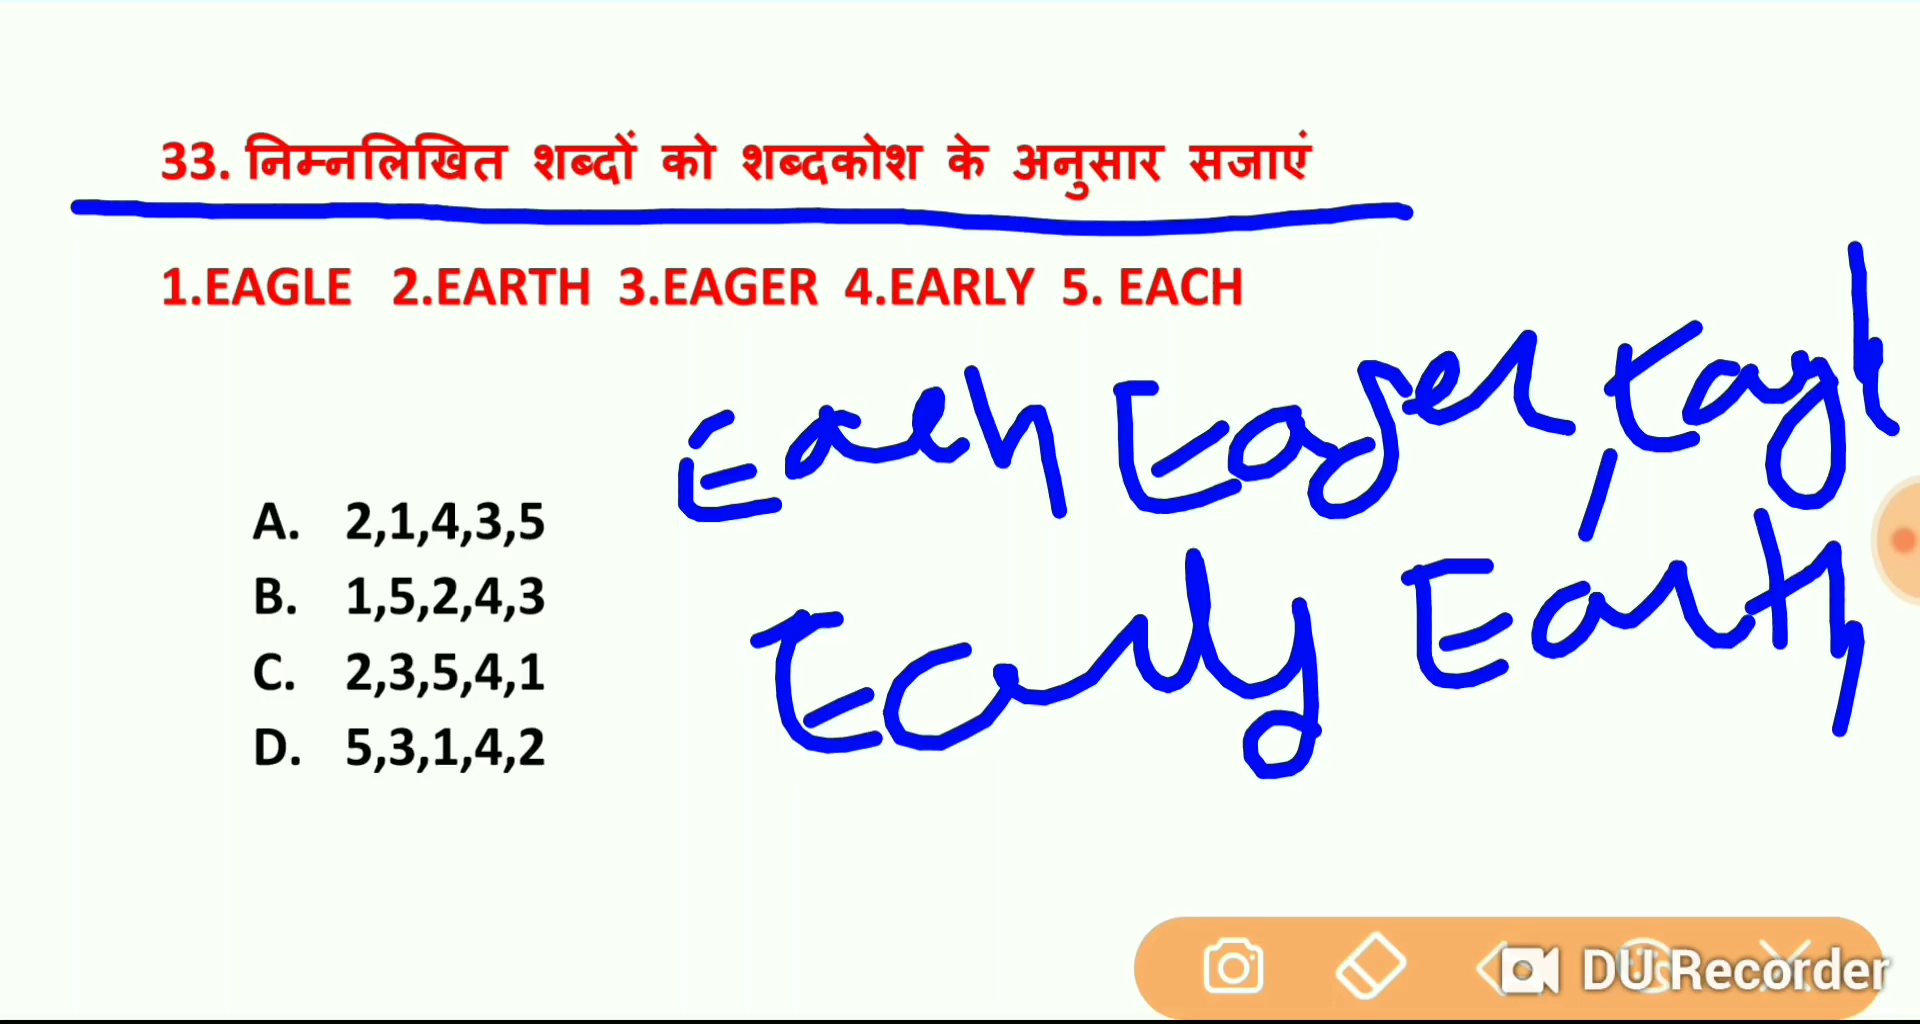 33. निम्नलिखित शब्दों को शब्दकोश के अनुसार सजाएं
1.EAGLE 2.EARTH 3.EAGER 4.EARLY 5. EACH
Each Eager Eagl
Early Earth
A. 2,1,4,3,5
B. 1,5,2,4,3
C. 2,3,5,4,1
D. 5,3,1,4,2
DU Recorder